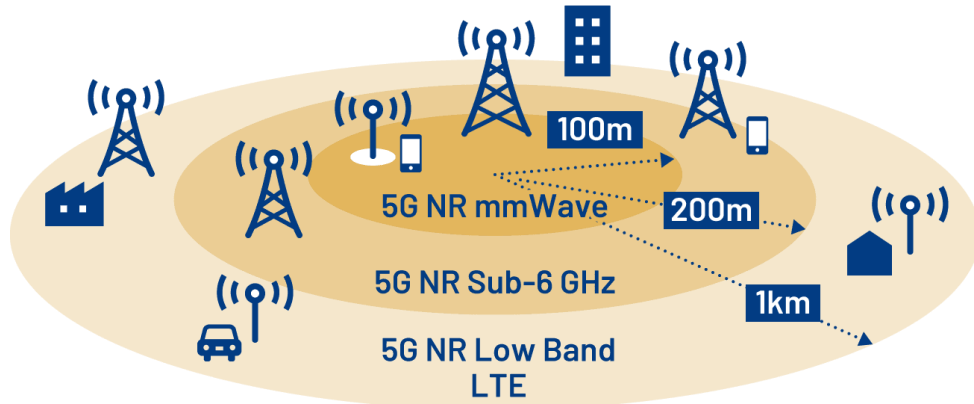 100m
5G NR mmWave
200m
5G NR Sub-6 GHz
1km
5G NR Low Band
LTE